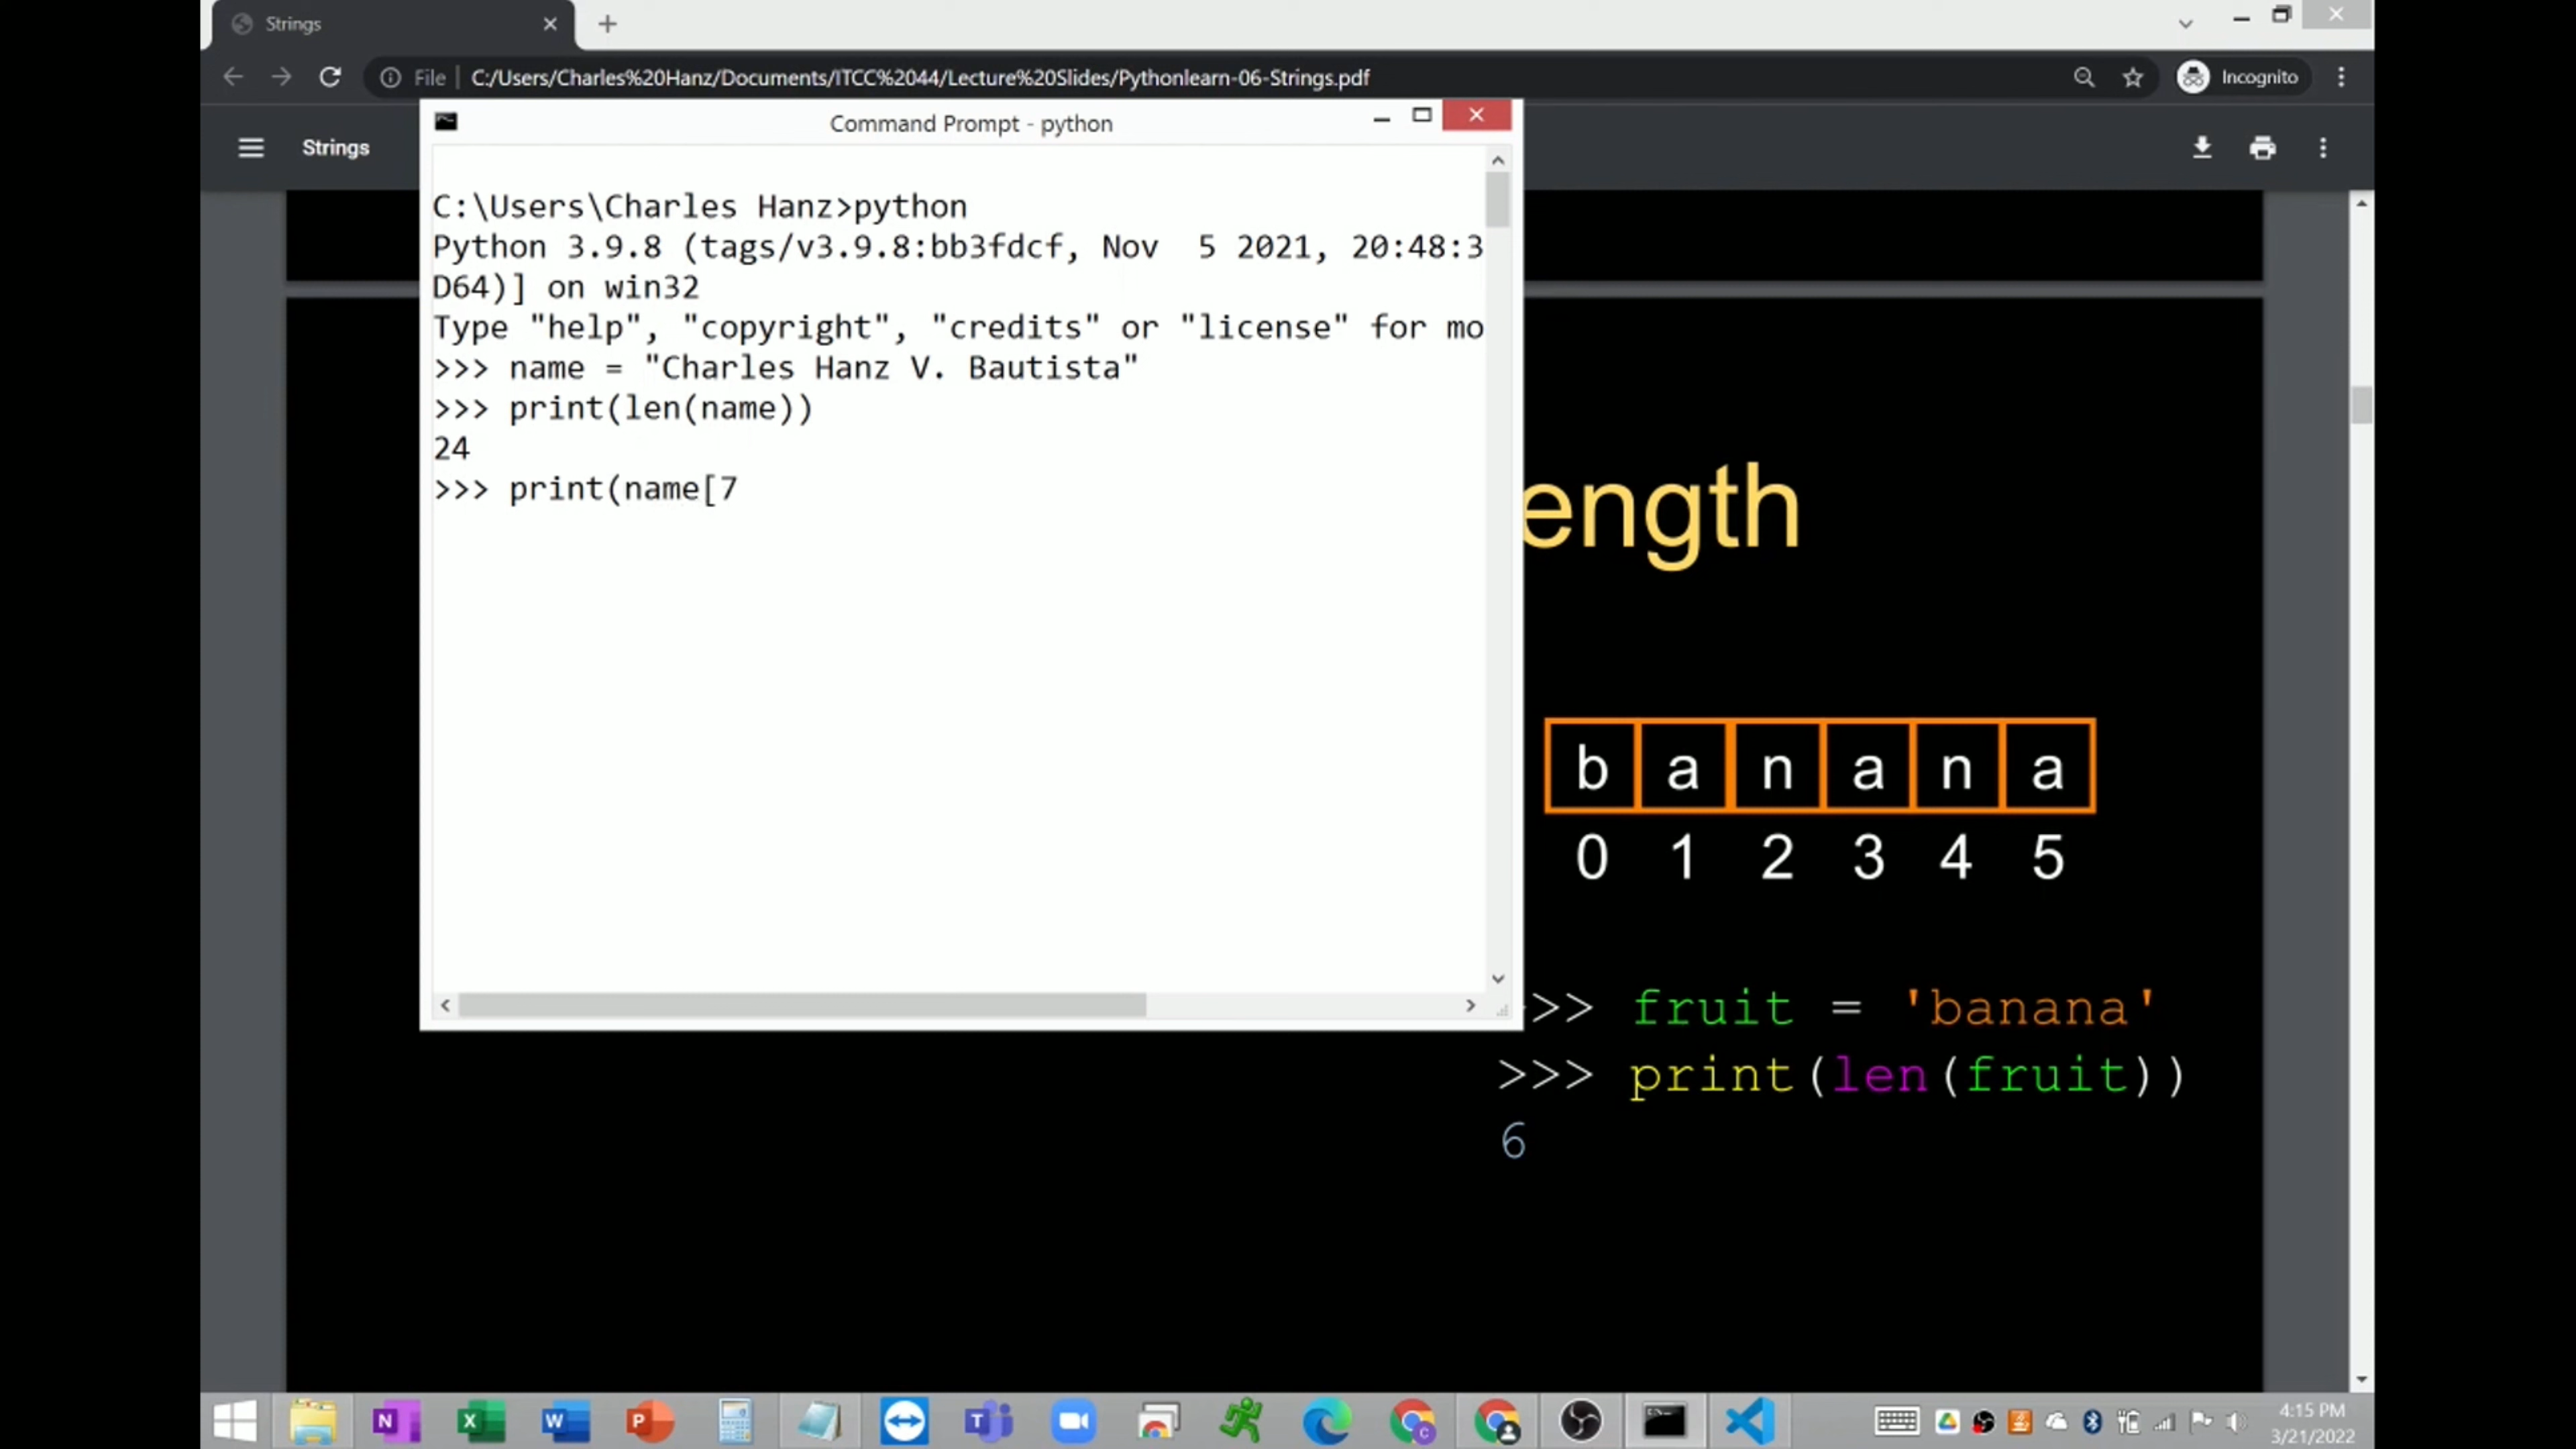 Strings
File
C:/Users/Charles%20Hanz/Documents/ITCC%2044/Lecture%20Slides/Pythonlearn-06-Strings.pdf
Incognito
Strings
Command Prompt - python
C:\Users\Charles Hanz>python
Python 3.9.8 (tags/v3.9.8:bb3fdcf, Nov  5 2021, 20:48:3
D64)] on win32
Type "help", "copyright", "credits" or "license" for mo
>>> name = "Charles Hanz V. Bautista"
>>> print(len(name))
24
>>> print(name[7
ength
b a n a n a
0 1 2 3 4 5
>> fruit = 'banana'
>>> print(len(fruit))
6
4:15 PM
3/21/2022